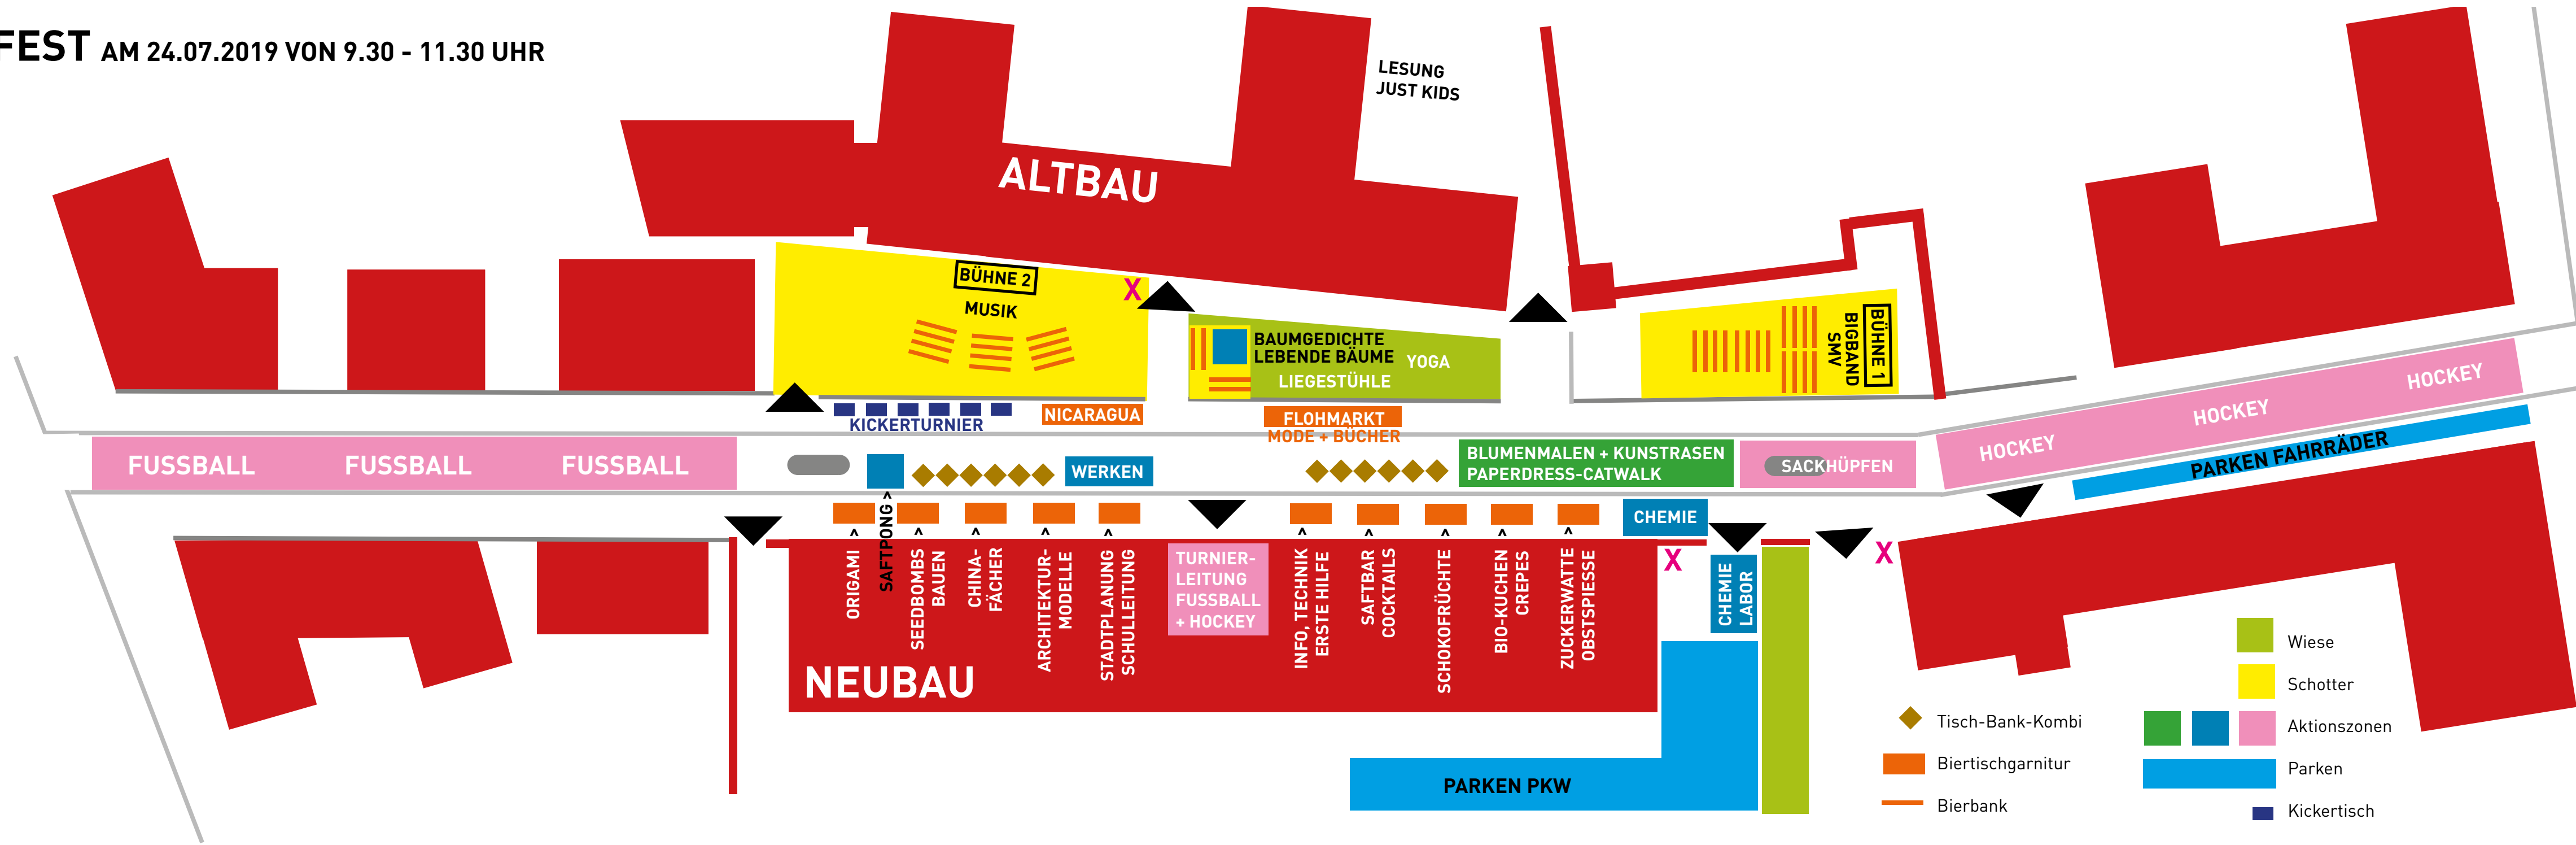 FEST AM 24.07.2019 VON 9.30 - 11.30 UHR
LESUNG
JUST KIDS
ALTBAU
BÜHNE 2
MUSIK
X
BAUMGEDICHTE
LEBENDE BÄUME
YOGA
LIEGESTÜHLE
BÜHNE 1
BIGBAND
SMV
KICKERTURNIER
NICARAGUA
FLOHMARKT
MODE + BÜCHER
HOCKEY
HOCKEY
HOCKEY
FUSSBALL
FUSSBALL
FUSSBALL
WERKEN
BLUMENMALEN + KUNSTRASEN
PAPERDRESS-CATWALK
SACKHÜPFEN
PARKEN FAHRRÄDER
ORIGAMI
SAFTPONG
SEEDBOMBS
BAUEN
CHINA-
FÄCHER
ARCHITEKTUR-
MODELLE
STADTPLANUNG
SCHULLEITUNG
TURNIER-
LEITUNG
FUSSBALL
+ HOCKEY
INFO, TECHNIK
ERSTE HILFE
SAFTBAR
COCKTAILS
SCHOKOFRÜCHTE
BIO-KUCHEN
CREPES
ZUCKERWATTE
OBSTSPIESSE
CHEMIE
X
CHEMIE
LABOR
X
NEUBAU
PARKEN PKW
Tisch-Bank-Kombi
Biertischgarnitur
Bierbank
Wiese
Schotter
Aktionszonen
Parken
Kickertisch